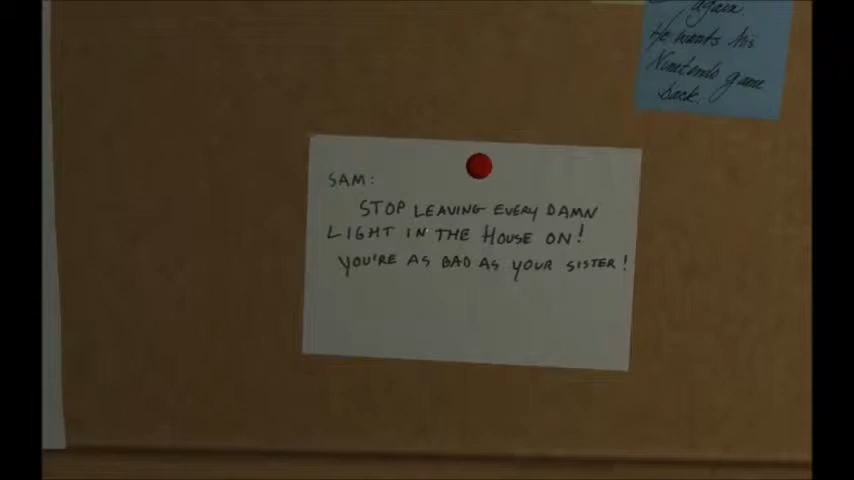 again
He wants his
Nintendo game
back.
SAM:
STOP LEAVING EVERY DAMN
LIGHT IN THE HOUSE ON!
YOU'RE AS BAD AS YOUR SISTER!